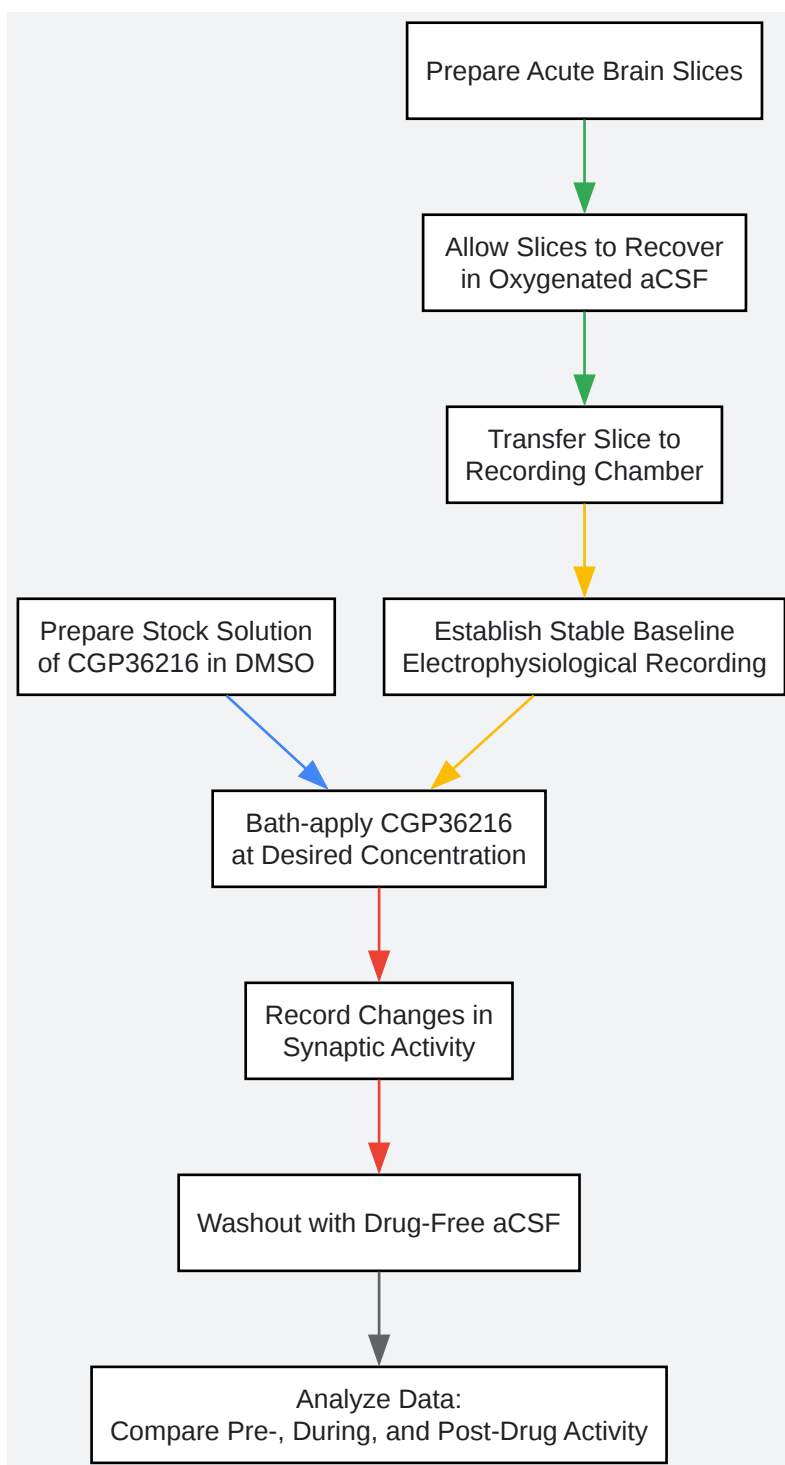 Prepare Acute Brain Slices
Allow Slices to Recover
in Oxygenated aCSF
Transfer Slice to
Recording Chamber
Prepare Stock Solution
of CGP36216 in DMSO
Establish Stable Baseline
Electrophysiological Recording
Bath-apply CGP36216
at Desired Concentration
Record Changes in
Synaptic Activity
Washout with Drug-Free aCSF
Analyze Data:
Compare Pre-, During, and Post-Drug Activity